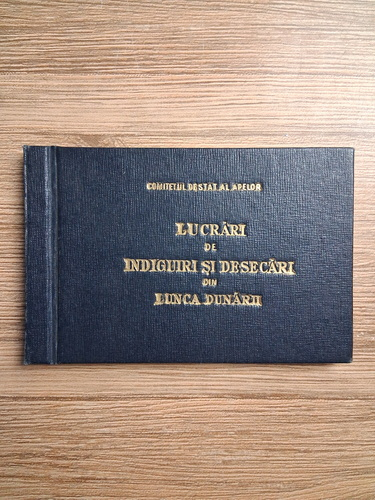 COMITETUL DE STAT AL APELOR
LUCRĂRI
DE
INDIGUIRI ȘI DESECĂRI
DIN
LUNCA DUNĂRII